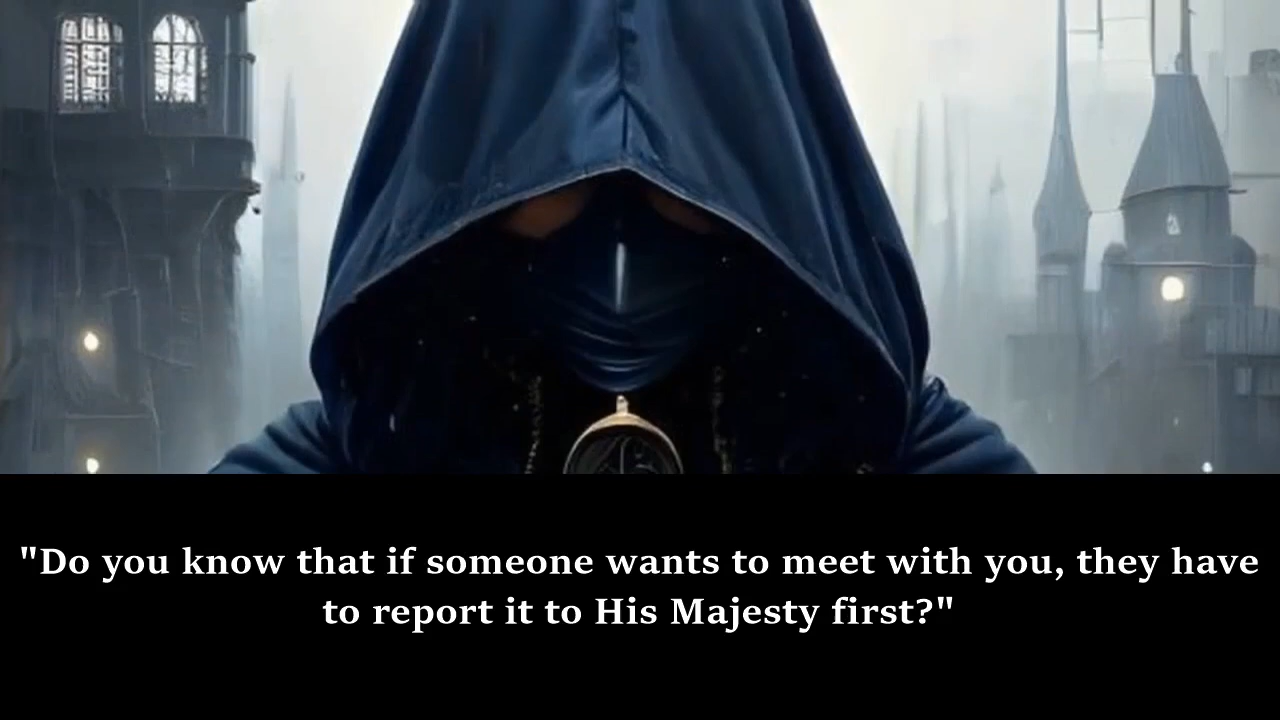 "Do you know that if someone wants to meet with you, they have
to report it to His Majesty first?"